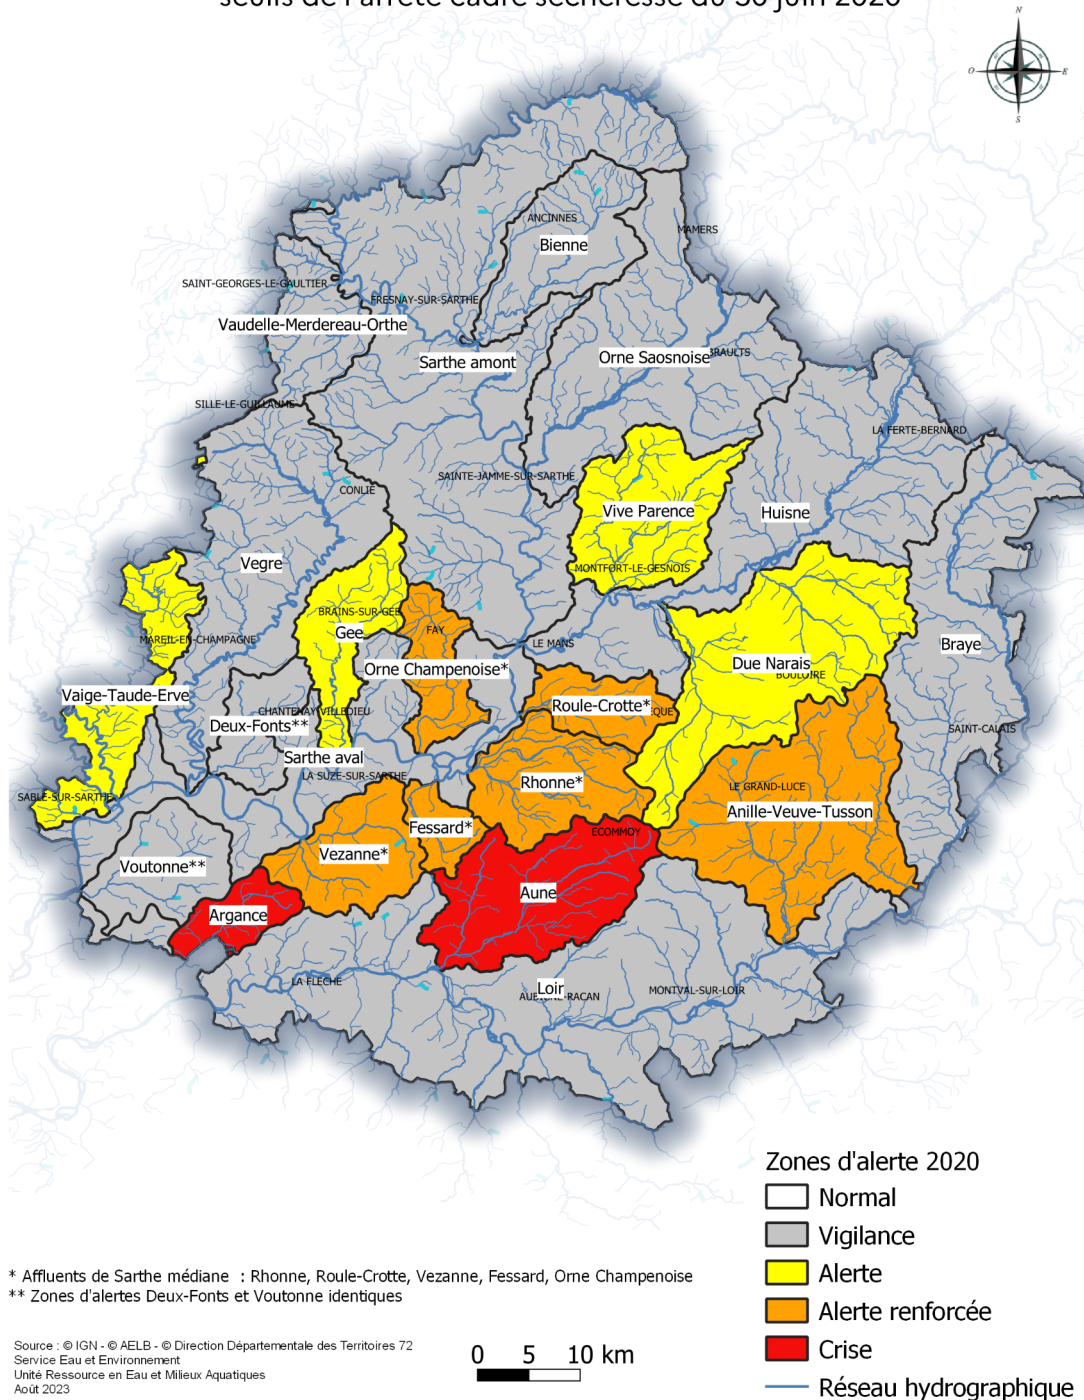 seuils de l'arrêté cadre sécheresse du 30 juin 2020
N
O
E
S
ANCINNES
Bienne
MAMERS
SAINT-GEORGES-LE-GAULTIER
FRESNAY-SUR-SARTHE
Vaudelle-Merdereau-Orthe
Sarthe amont
Orne Saosnoise
BRAULTS
SILLE-LE-GUILLAUME
LA FERTE-BERNARD
CONLIE
SAINTE-JAMME-SUR-SARTHE
Vive Parence
Huisne
Vegre
MONTFORT-LE-GESNOIS
BRAINS-SUR-GEE
Gee
FAY
MAREIL-EN-CHAMPAGNE
LE MANS
Braye
Orne Champenoise*
Due Narais
BOULOIRE
Vaige-Taude-Erve
CHANTENAY-VILLEDIEU
Roule-Crotte*
QUE
Deux-Fonts**
SAINT-CALAIS
Sarthe aval
LA SUZE-SUR-SARTHE
Rhonne*
LE GRAND-LUCE
SABLE-SUR-SARTHE
Anille-Veuve-Tusson
Fessard*
ECOMMOY
Vezanne*
Voutonne**
Aune
Argance
LA FLECHE
Loir
AUBIGNE-RACAN
MONTVAL-SUR-LOIR
Zones d'alerte 2020
Normal
Vigilance
Alerte
Alerte renforcée
Crise
Réseau hydrographique
* Affluents de Sarthe médiane : Rhonne, Roule-Crotte, Vezanne, Fessard, Orne Champenoise
** Zones d'alertes Deux-Fonts et Voutonne identiques
Source : © IGN - © AELB - © Direction Départementale des Territoires 72
Service Eau et Environnement
Unité Ressource en Eau et Milieux Aquatiques
Août 2023
0 5 10 km